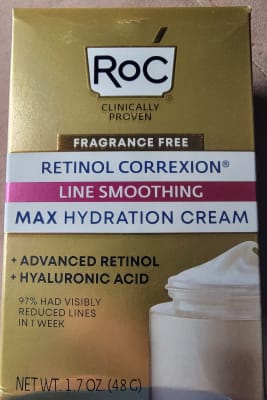 RoC
CLINICALLY
PROVEN
FRAGRANCE FREE
RETINOL CORREXION®
LINE SMOOTHING
MAX HYDRATION CREAM
+ ADVANCED RETINOL
+ HYALURONIC ACID
97% HAD VISIBLY
REDUCED LINES
IN 1 WEEK
NET WT. 1.7 OZ. (48 G)